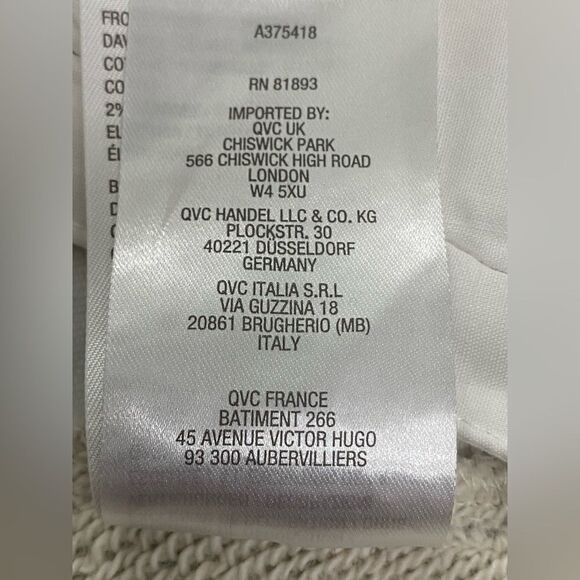 A375418
RN 81893
IMPORTED BY:
QVC UK
CHISWICK PARK
566 CHISWICK HIGH ROAD
LONDON
W4 5XU
QVC HANDEL LLC & CO. KG
PLOCKSTR. 30
40221 DÜSSELDORF
GERMANY
QVC ITALIA S.R.L
VIA GUZZINA 18
20861 BRUGHERIO (MB)
ITALY
QVC FRANCE
BATIMENT 266
45 AVENUE VICTOR HUGO
93 300 AUBERVILLIERS